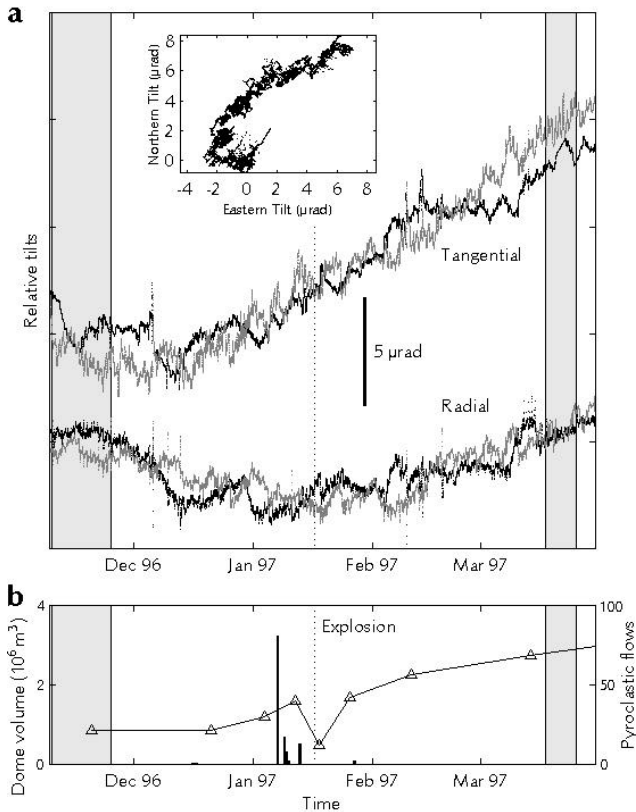 a
8
6
4
2
0
Northern Tilt (µrad)
-4 -2 0 2 4 6 8
Eastern Tilt (µrad)
Relative tilts
Tangential
5 µrad
Radial
Dec 96 Jan 97 Feb 97 Mar 97
b
4
2
0
Dome volume (10⁶ m³)
Explosion
100
50
0
Pyroclastic flows
Dec 96 Jan 97 Feb 97 Mar 97
Time